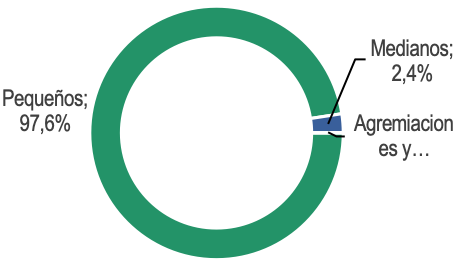 Medianos;
2,4%
Pequeños;
97,6%
Agremiacion
es y…